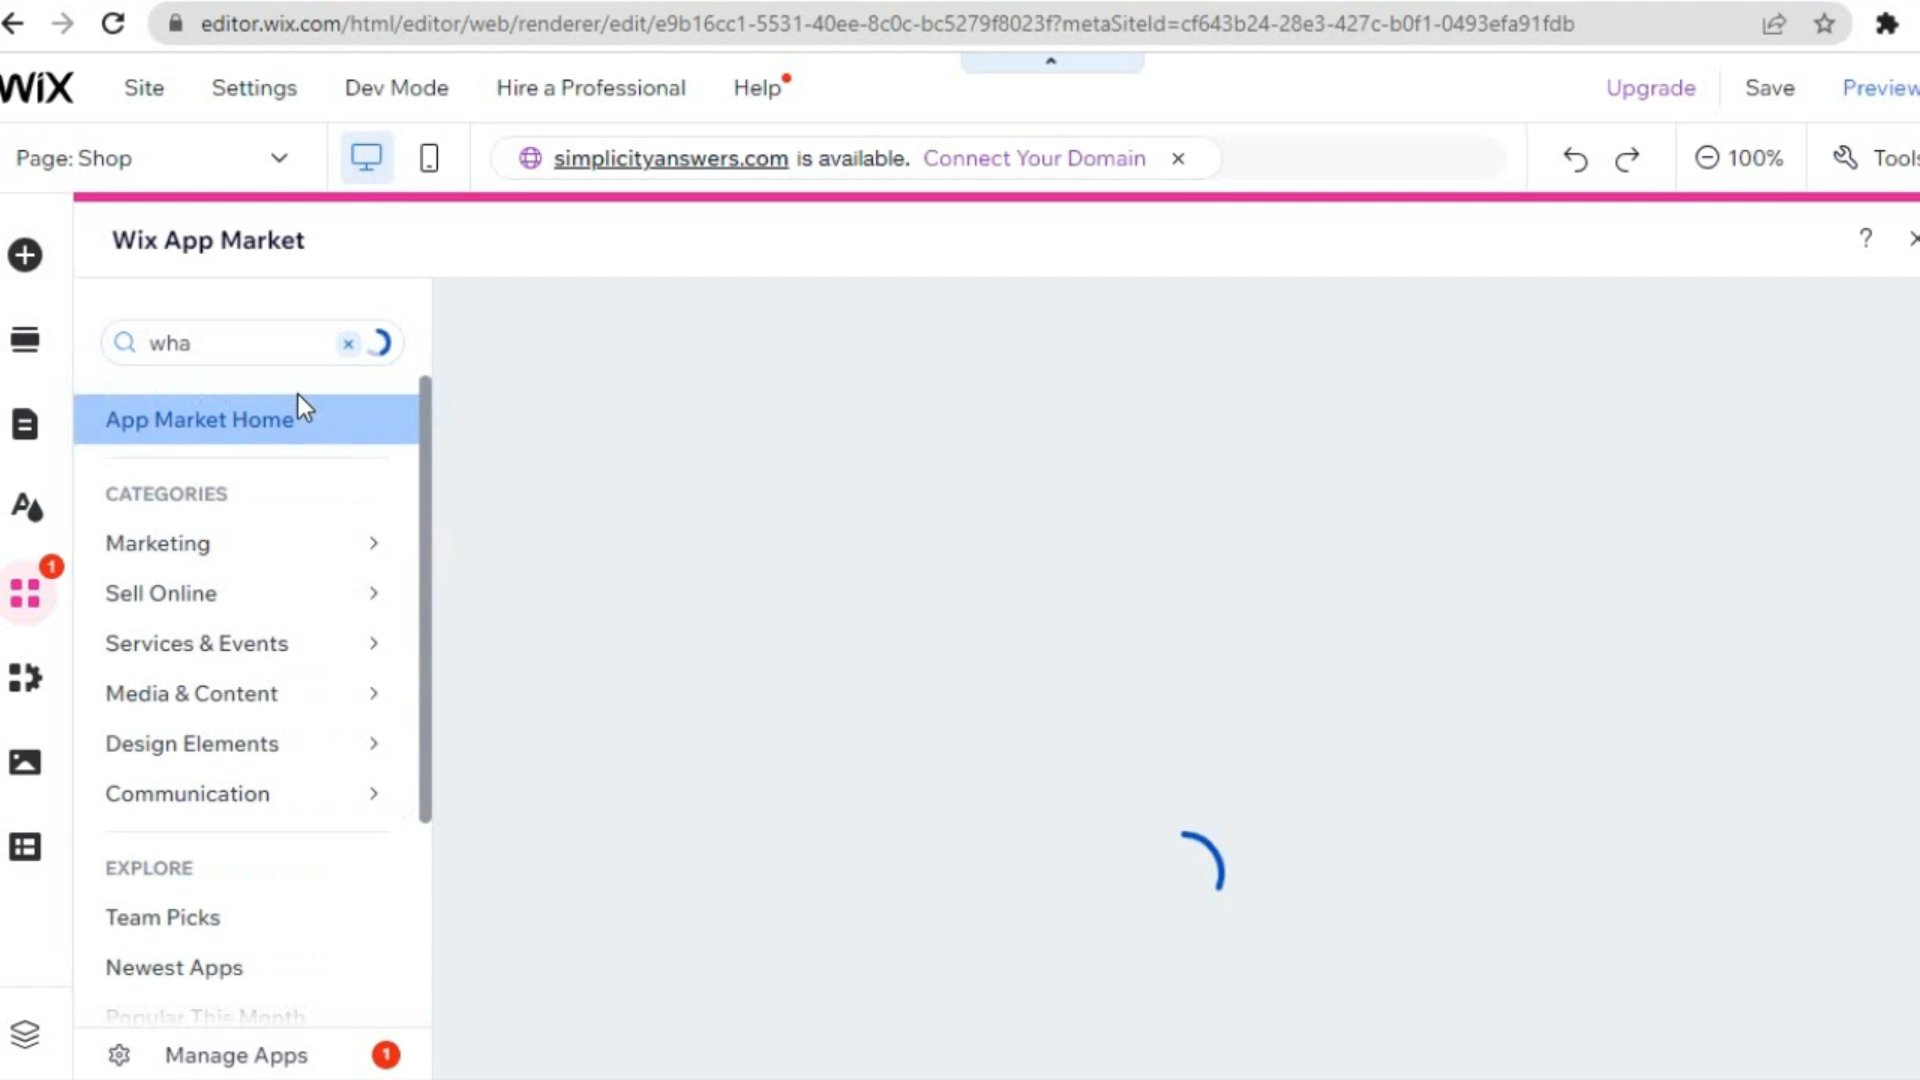 editor.wix.com/html/editor/web/renderer/edit/e9b16cc1-5531-40ee-8c0c-bc5279f8023f?metaSiteId=cf643b24-28e3-427c-b0f1-0493efa91fdb
WiX Site Settings Dev Mode Hire a Professional Help Upgrade Save Preview
Page: Shop simplicityanswers.com is available. Connect Your Domain 100% Tools
Wix App Market ?
wha
App Market Home
CATEGORIES
Marketing
Sell Online
1
Services & Events
Media & Content
Design Elements
Communication
EXPLORE
Team Picks
Newest Apps
Popular This Month
Manage Apps 1